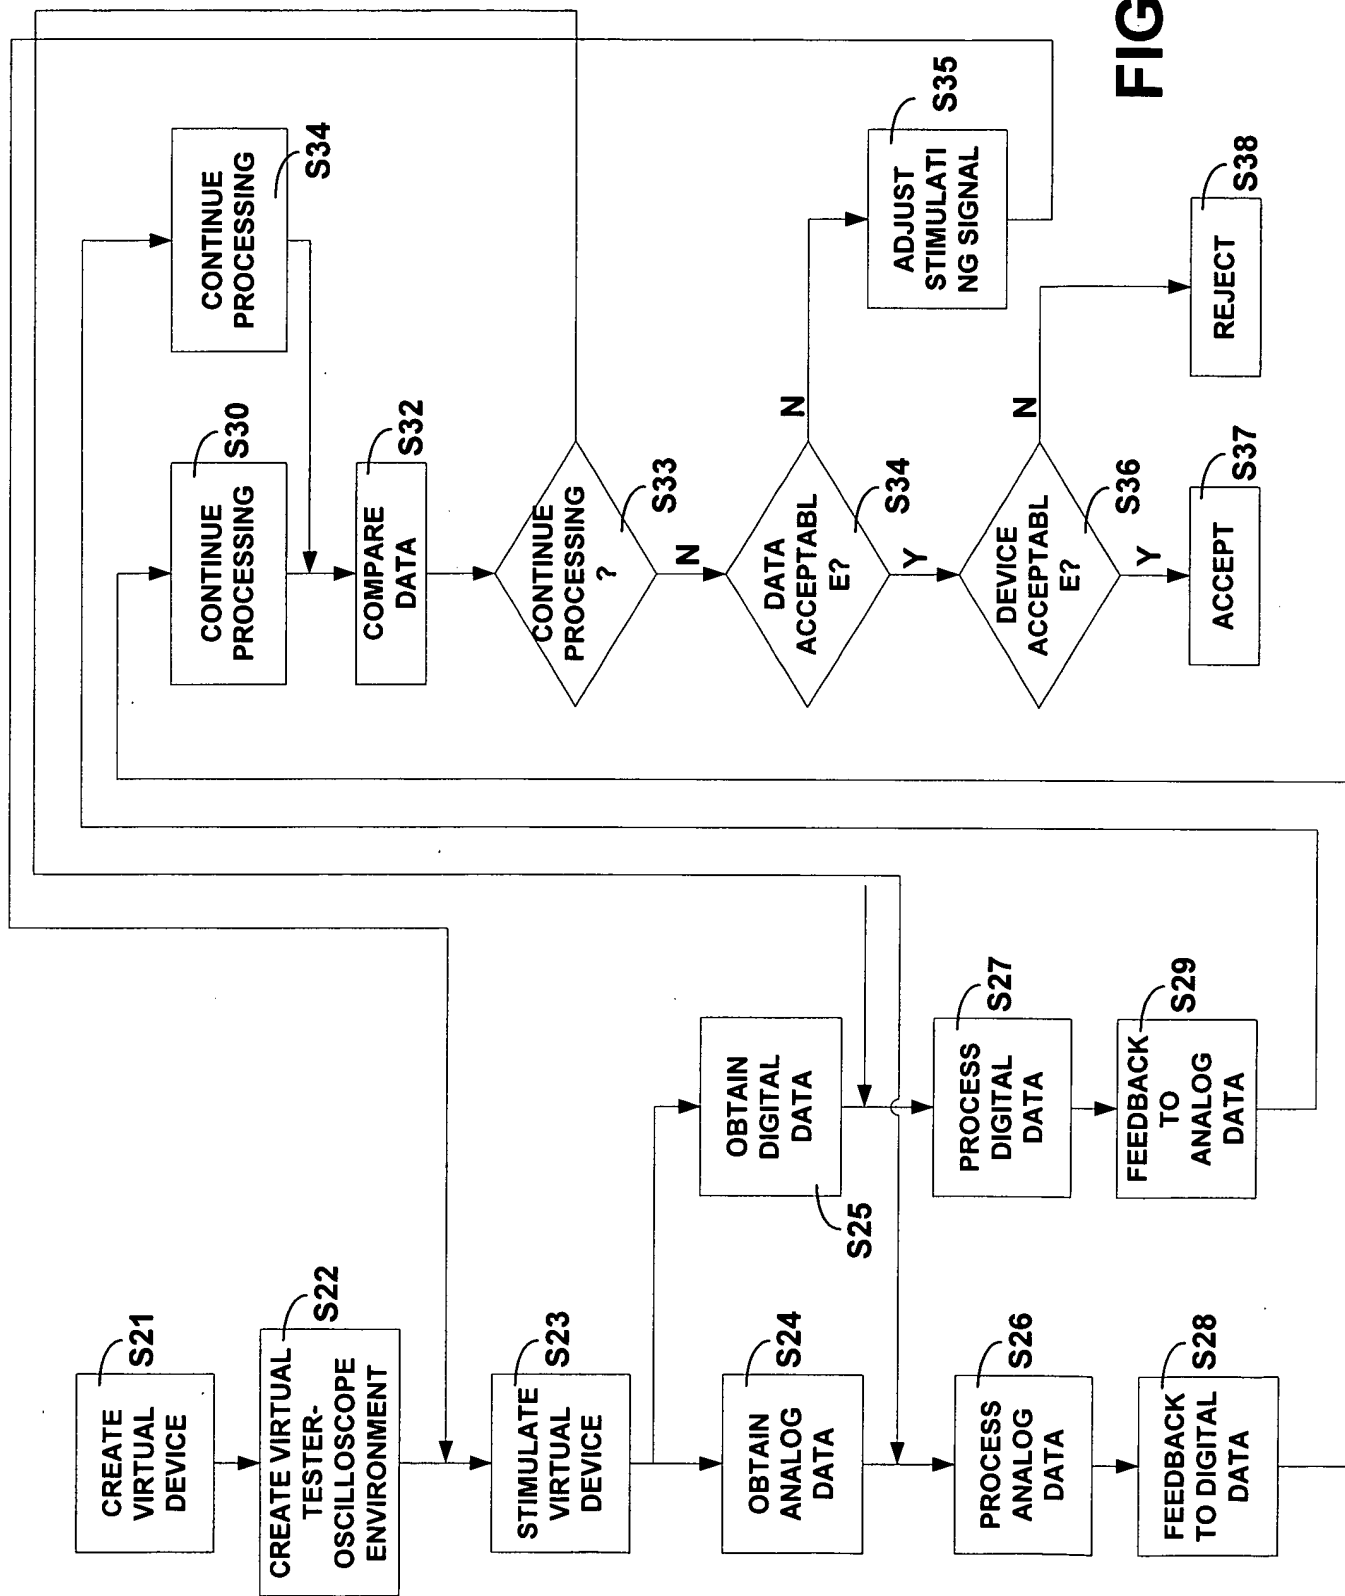 CREATE
VIRTUAL
DEVICE
S21
CREATE VIRTUAL
TESTER-
OSCILLOSCOPE
ENVIRONMENT
S22
STIMULATE
VIRTUAL
DEVICE
S23
OBTAIN
ANALOG
DATA
S24
OBTAIN
DIGITAL
DATA
S25
PROCESS
ANALOG
DATA
S26
PROCESS
DIGITAL
DATA
S27
FEEDBACK
TO DIGITAL
DATA
S28
FEEDBACK
TO
ANALOG
DATA
S29
CONTINUE
PROCESSING
S30
CONTINUE
PROCESSING
S34
COMPARE
DATA
S32
CONTINUE
PROCESSING
?
S33
N
DATA
ACCEPTABL
E?
S34
N
Y
ADJUST
STIMULATI
NG SIGNAL
S35
DEVICE
ACCEPTABL
E?
S36
N
Y
ACCEPT
S37
REJECT
S38
FIG